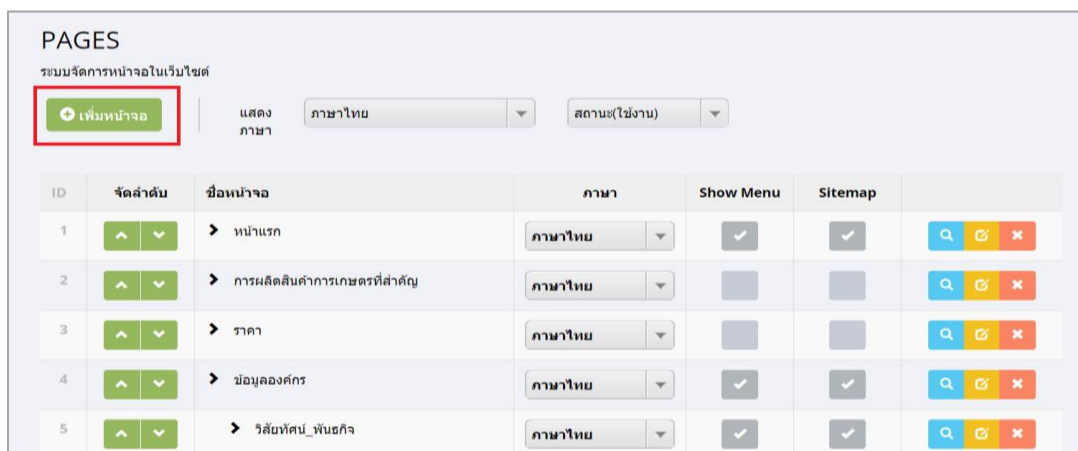 PAGES
ระบบจัดการหน้าจอในเว็บไซต์
เพิ่มหน้าจอ
แสดง
ภาษา
ภาษาไทย
สถานะ(ใช้งาน)
ID จัดลำดับ ชื่อหน้าจอ ภาษา Show Menu Sitemap
1 หน้าแรก ภาษาไทย
2 การผลิตสินค้าการเกษตรที่สำคัญ ภาษาไทย
3 ราคา ภาษาไทย
4 ข้อมูลองค์กร ภาษาไทย
5 วิสัยทัศน์_พันธกิจ ภาษาไทย